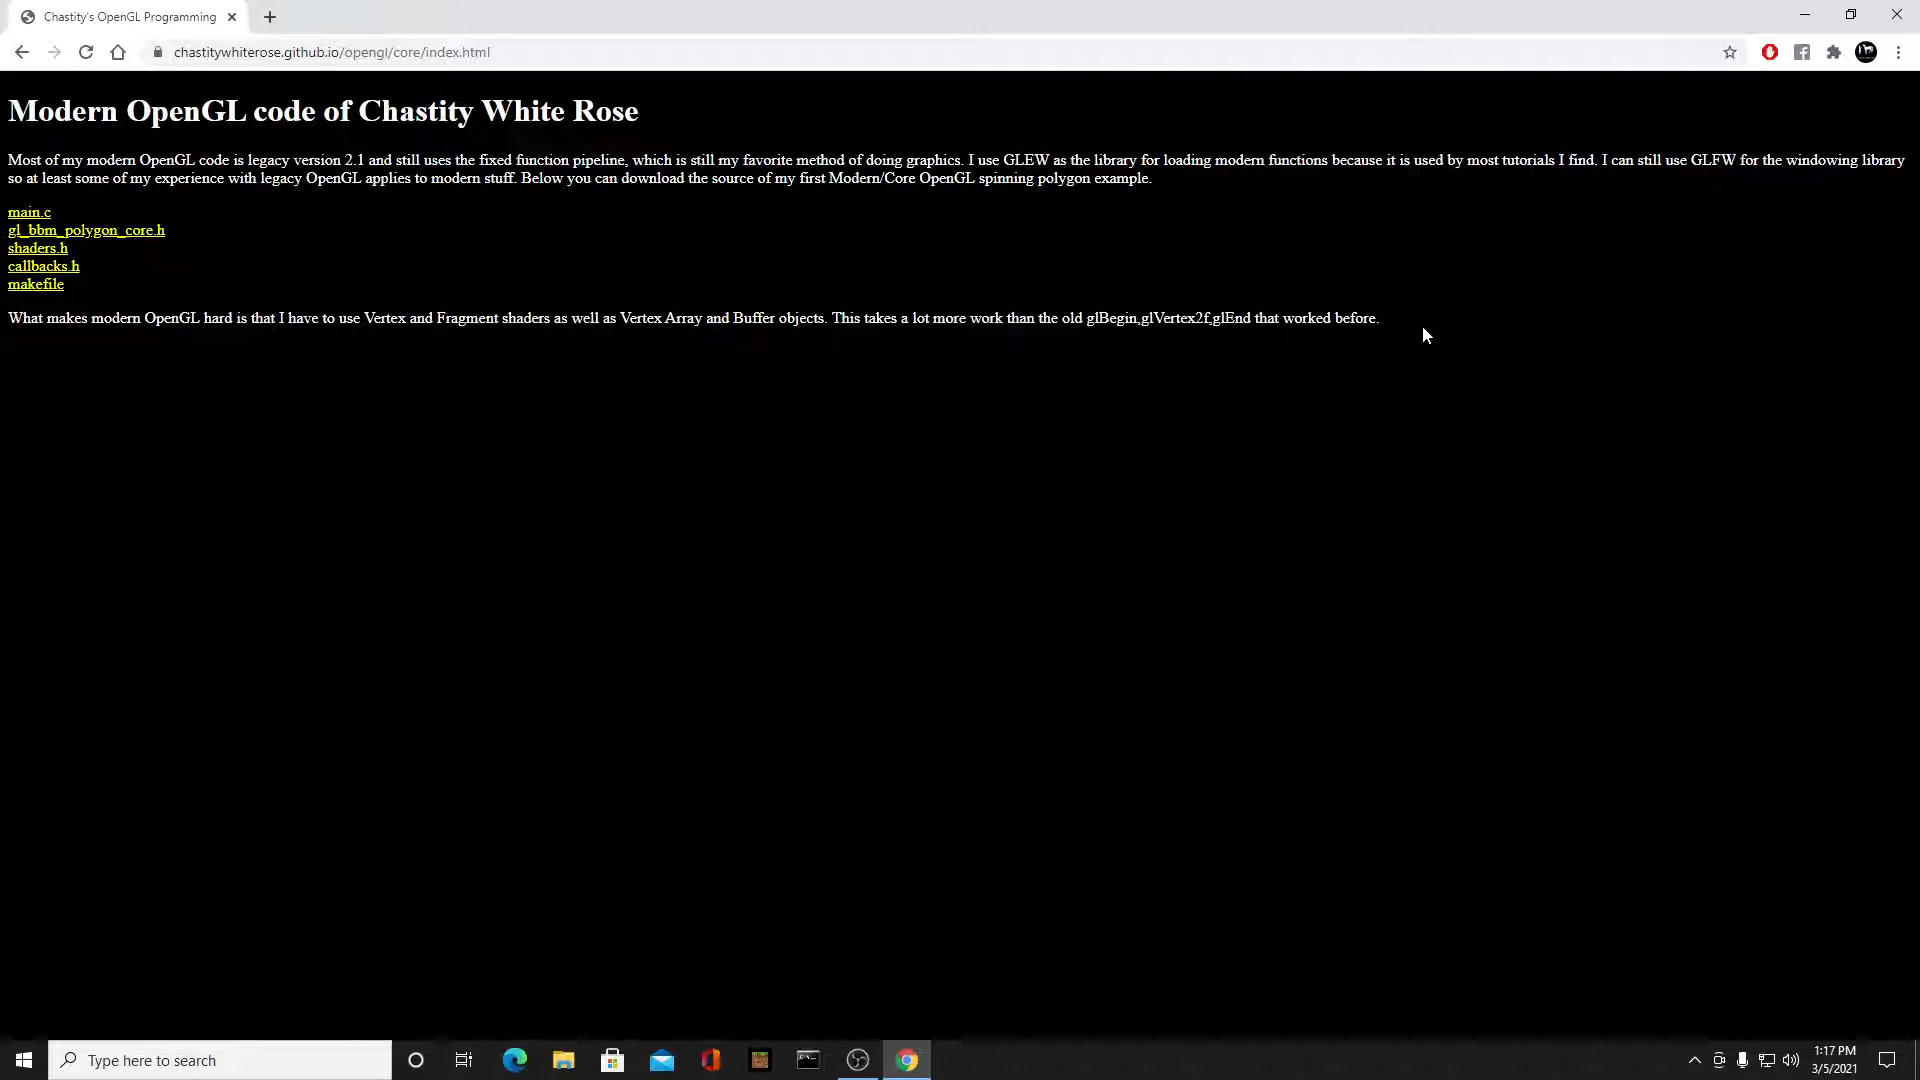 Chastity's OpenGL Programming
chastitywhiterose.github.io/opengl/core/index.html
Modern OpenGL code of Chastity White Rose
Most of my modern OpenGL code is legacy version 2.1 and still uses the fixed function pipeline, which is still my favorite method of doing graphics. I use GLEW as the library for loading modern functions because it is used by most tutorials I find. I can still use GLFW for the windowing library
so at least some of my experience with legacy OpenGL applies to modern stuff. Below you can download the source of my first Modern/Core OpenGL spinning polygon example.
main.c
gl_bbm_polygon_core.h
shaders.h
callbacks.h
makefile
What makes modern OpenGL hard is that I have to use Vertex and Fragment shaders as well as Vertex Array and Buffer objects. This takes a lot more work than the old glBegin,glVertex2f,glEnd that worked before.
Type here to search
1:17 PM
3/5/2021